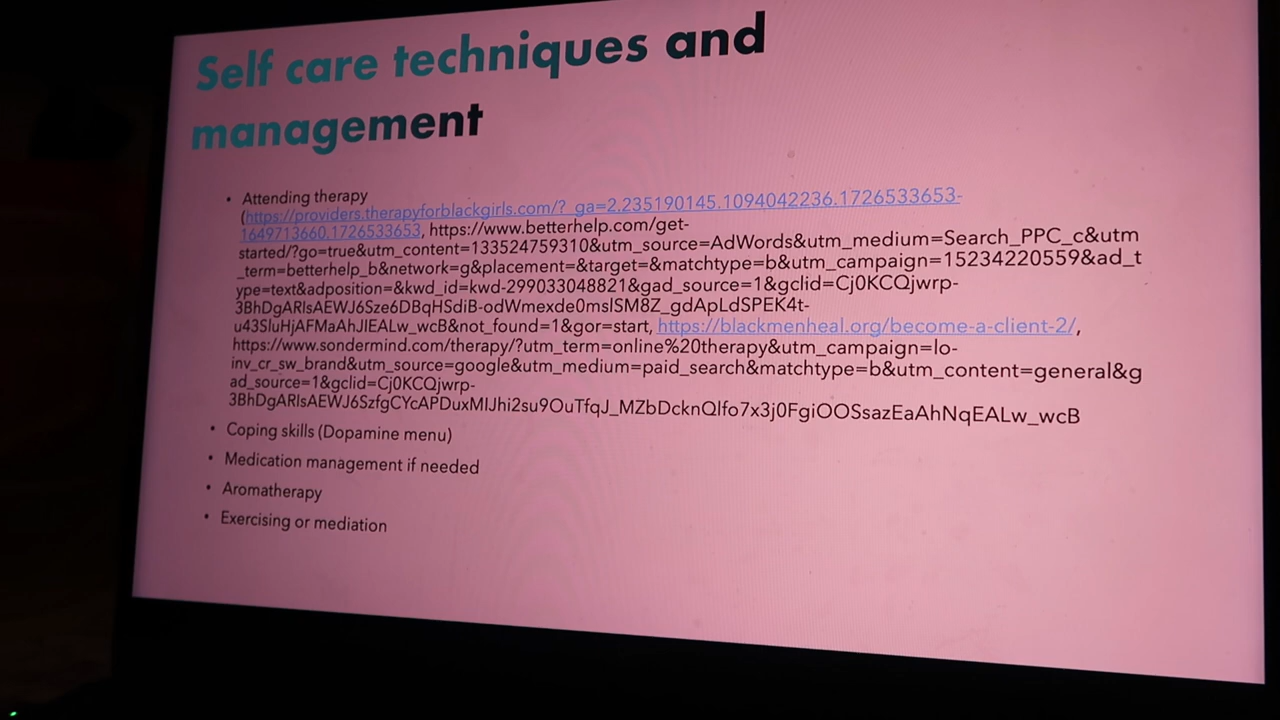 Self care techniques and
management
• Attending therapy
(https://providers.therapyforblackgirls.com/?_ga=2.235190145.1094042236.1726533653-
1649713660.1726533653, https://www.betterhelp.com/get-
started/?go=true&utm_content=133524759310&utm_source=AdWords&utm_medium=Search_PPC_c&utm
_term=betterhelp_b&network=g&placement=&target=&matchtype=b&utm_campaign=15234220559&ad_t
ype=text&adposition=&kwd_id=kwd-299033048821&gad_source=1&gclid=Cj0KCQjwrp-
3BhDgARIsAEWJ6Sze6DBqHSdiB-odWmexde0mslSM8Z_gdApLdSPEK4t-
u43SluHjAFMaAhJIEALw_wcB&not_found=1&gor=start, https://blackmenheal.org/become-a-client-2/,
https://www.sondermind.com/therapy/?utm_term=online%20therapy&utm_campaign=lo-
inv_cr_sw_brand&utm_source=google&utm_medium=paid_search&matchtype=b&utm_content=general&g
ad_source=1&gclid=Cj0KCQjwrp-
3BhDgARIsAEWJ6SzfgCYcAPDuxMIJhi2su9OuTfqJ_MZbDcknQlfo7x3j0FgiOOSsazEaAhNqEALw_wcB
• Coping skills (Dopamine menu)
• Medication management if needed
• Aromatherapy
• Exercising or mediation